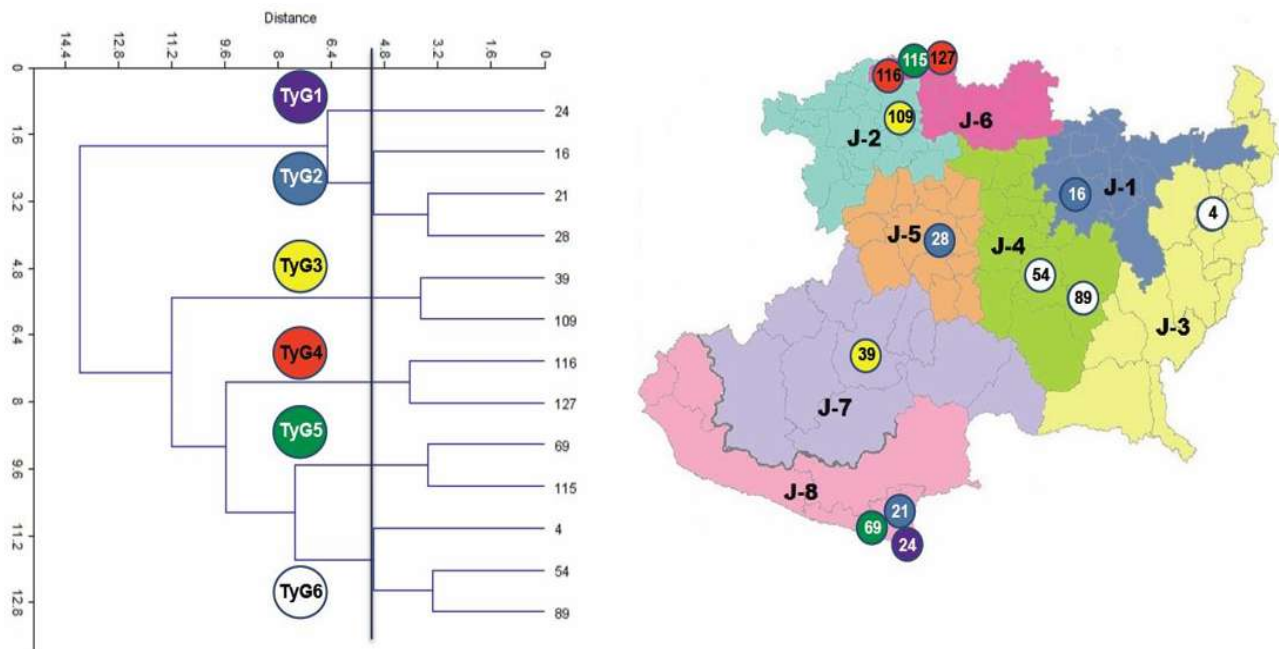 Distance
14.4 12.8 11.2 9.6 8 6.4 4.8 3.2 1.6 0
0
1.6
3.2
4.8
6.4
8
9.6
11.2
12.8
TyG1
TyG2
TyG3
TyG4
TyG5
TyG6
24
16
21
28
39
109
116
127
69
115
4
54
89
116 115 127
109
J-2
J-6
16
J-1
4
J-5
28
J-4
54
89
J-3
39
J-7
J-8
21
69
24